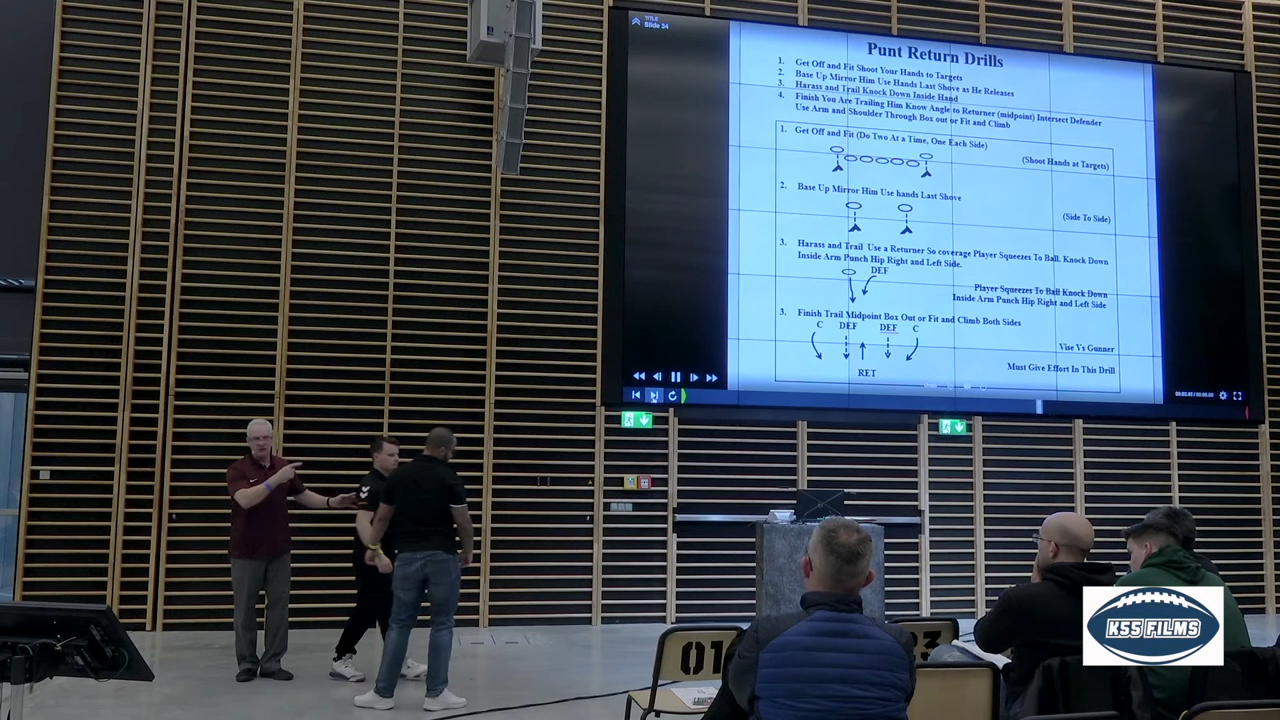 TITLE
Slide 34
Punt Return Drills
1. Get Off and Fit Shoot Your Hands to Targets
2. Base Up Mirror Him Use Hands Last Shove as He Releases
3. Harass and Trail Knock Down Inside Hand
4. Finish You Are Trailing Him Know Angle to Returner (midpoint) Intersect Defender
Use Arm and Shoulder Through Box out or Fit and Climb
1. Get Off and Fit (Do Two At a Time, One Each Side)
(Shoot Hands at Targets)
2. Base Up Mirror Him Use hands Last Shove
(Side To Side)
3. Harass and Trail Use a Returner So coverage Player Squeezes To Ball. Knock Down
Inside Arm Punch Hip Right and Left Side.
DEF
Player Squeezes To Ball Knock Down
Inside Arm Punch Hip Right and Left Side
3. Finish Trail Midpoint Box Out or Fit and Climb Both Sides
C DEF DEF C
Vise Vs Gunner
RET
Must Give Effort In This Drill
01
3
KSS FILMS